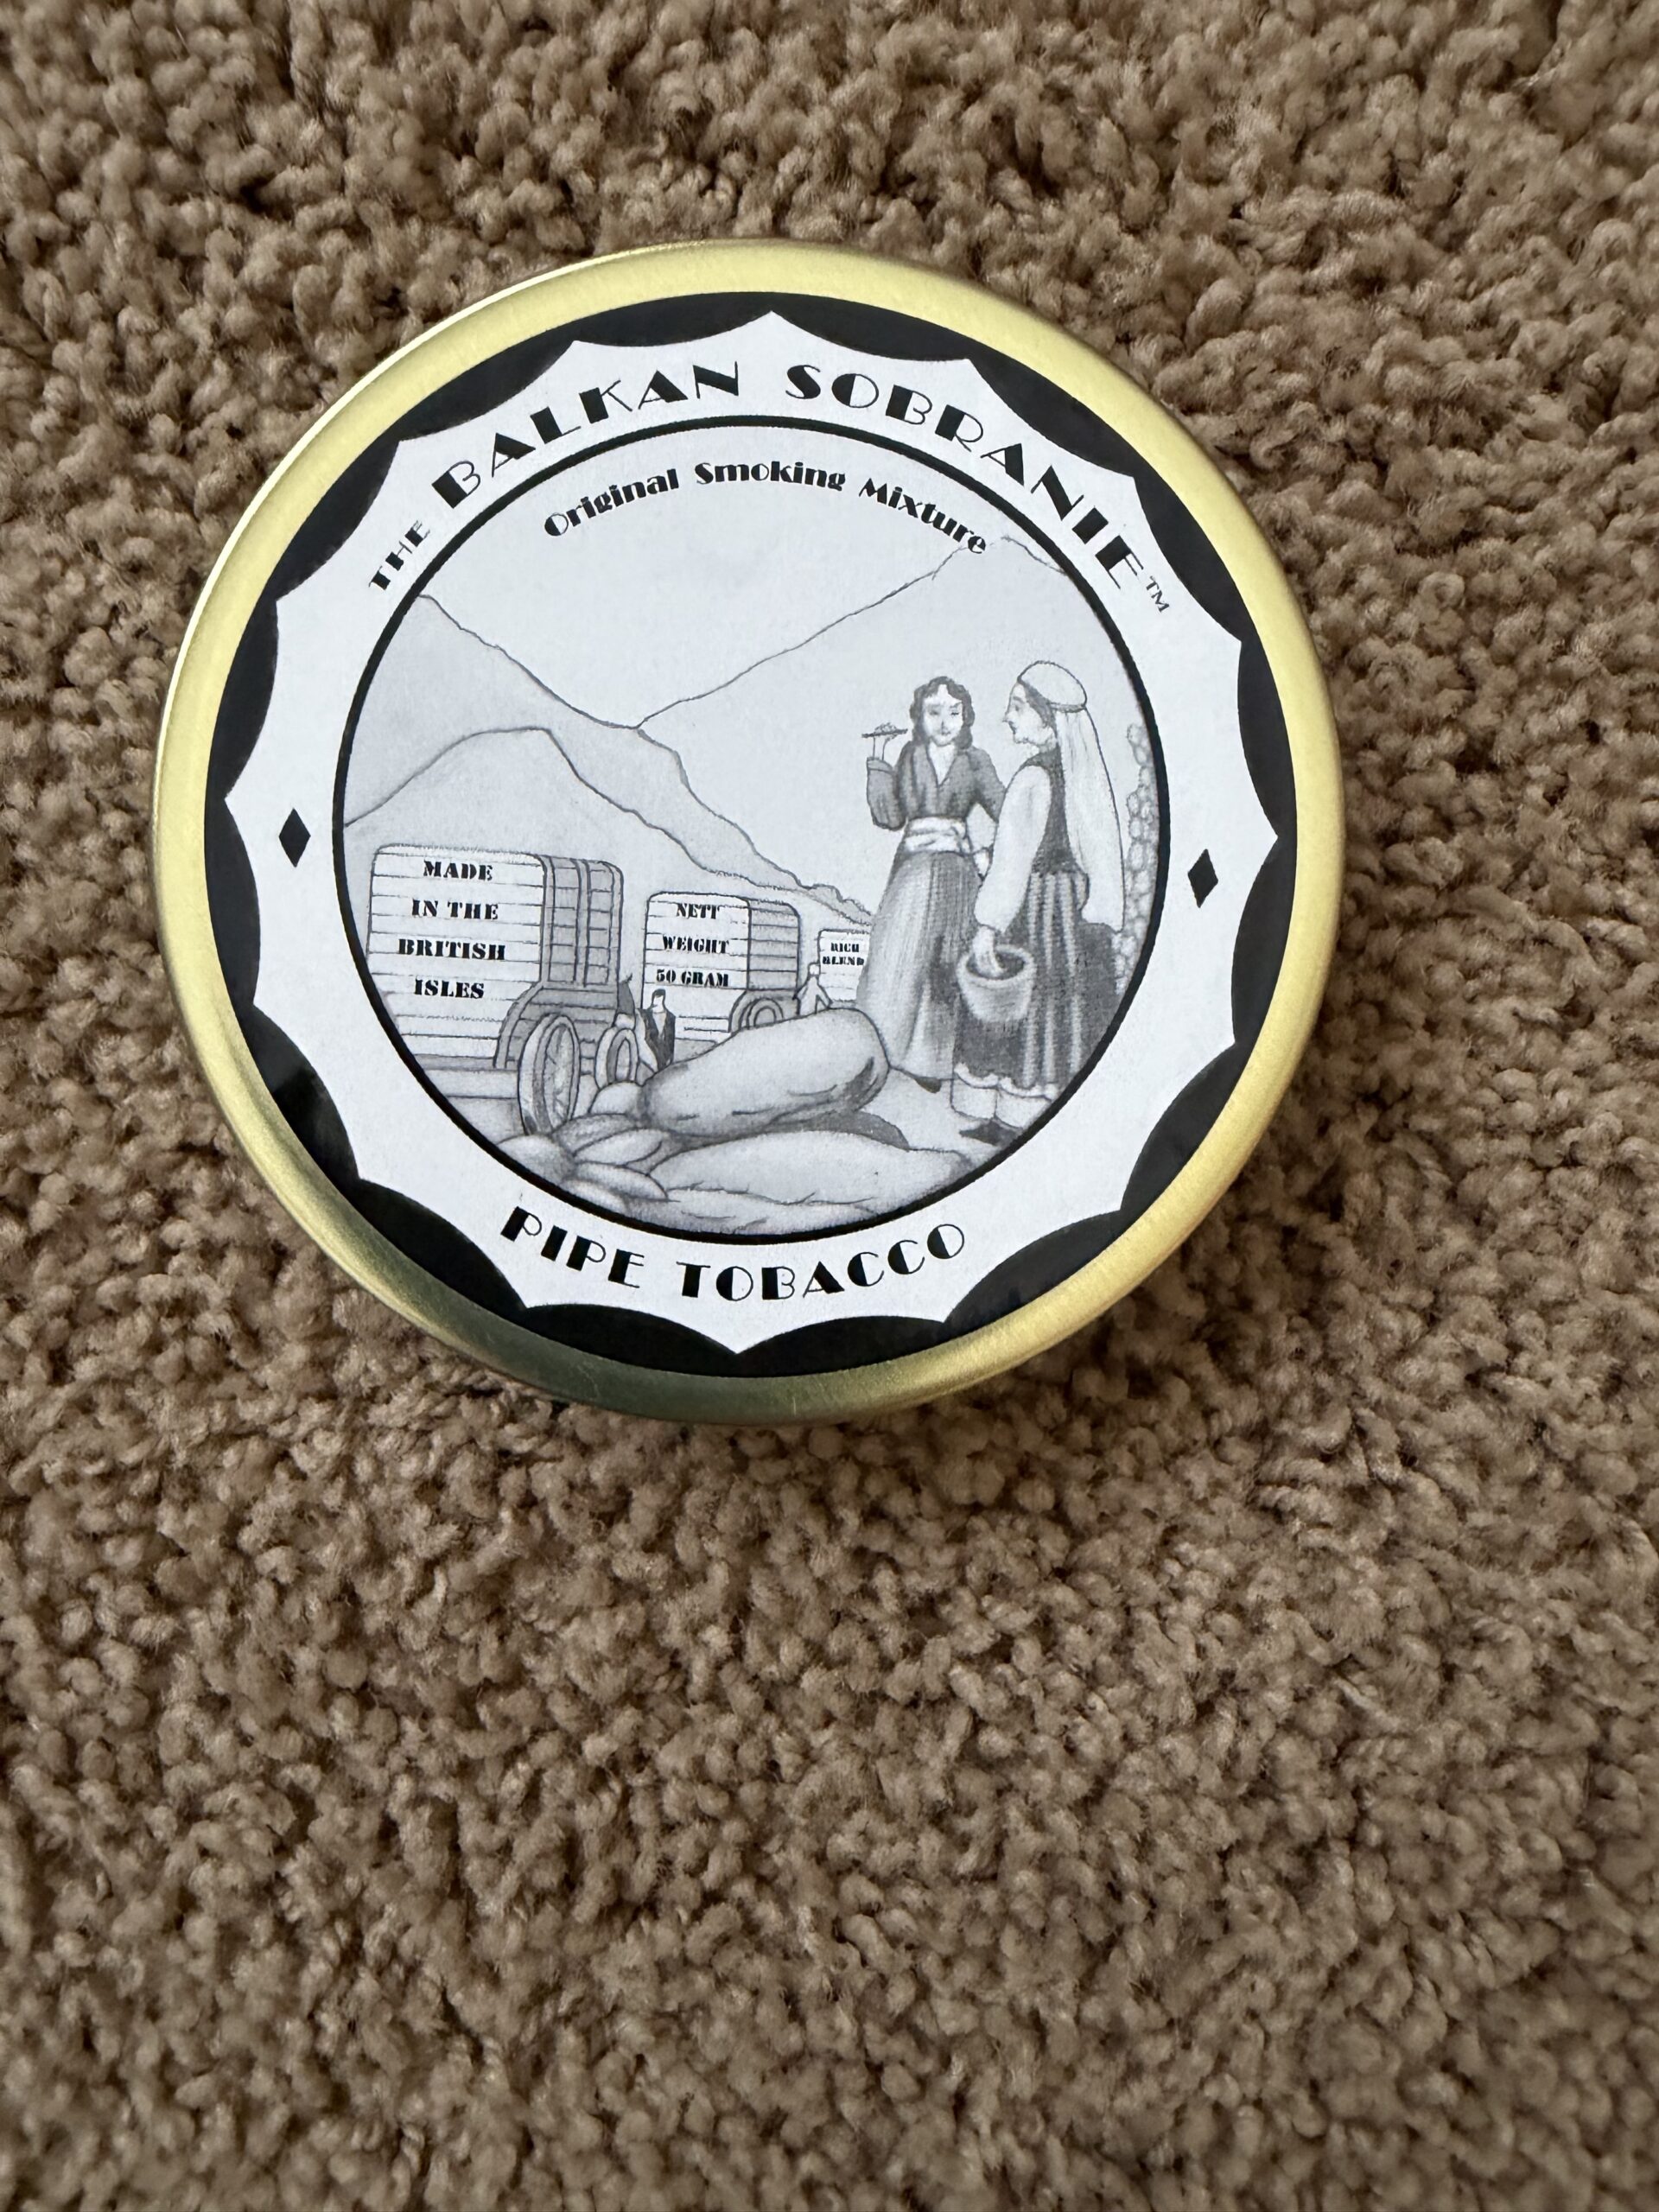 THE BALKAN SOBRANIE™
Original Smoking Mixture
MADE
IN THE
BRITISH
ISLES
NETT
WEIGHT
50 GRAM
RICH
BLEND
PIPE TOBACCO